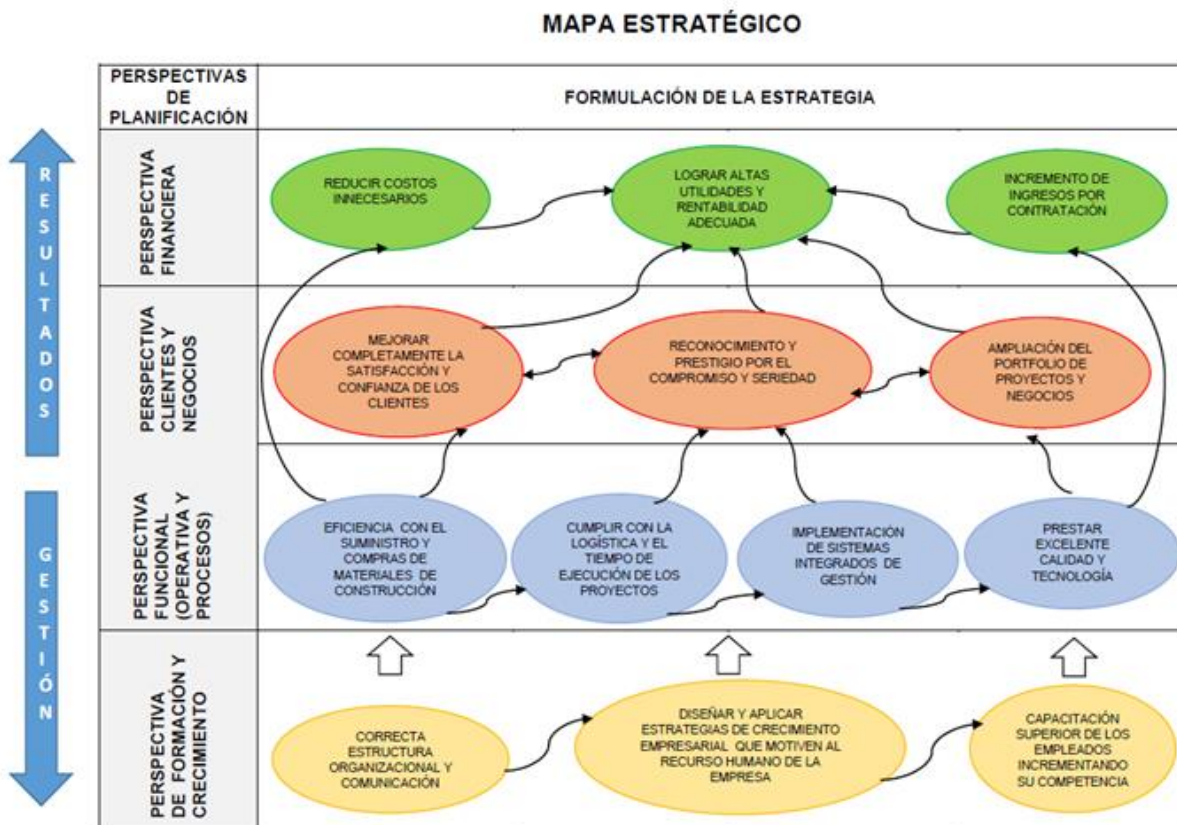 MAPA ESTRATÉGICO
PERSPECTIVAS
DE
PLANIFICACIÓN
FORMULACIÓN DE LA ESTRATEGIA
RESULTADOS
PERSPECTIVA
FINANCIERA
REDUCIR COSTOS
INNECESARIOS
LOGRAR ALTAS
UTILIDADES Y
RENTABILIDAD
ADECUADA
INCREMENTO DE
INGRESOS POR
CONTRATACIÓN
PERSPECTIVA
CLIENTES Y
NEGOCIOS
MEJORAR
COMPLETAMENTE LA
SATISFACCIÓN Y
CONFIANZA DE LOS
CLIENTES
RECONOCIMIENTO Y
PRESTIGIO POR EL
COMPROMISO Y SERIEDAD
AMPLIACIÓN DEL
PORTFOLIO DE
PROYECTOS Y
NEGOCIOS
GESTIÓN
PERSPECTIVA
FUNCIONAL
(OPERATIVA Y
PROCESOS)
EFICIENCIA CON EL
SUMINISTRO Y
COMPRAS DE
MATERIALES DE
CONSTRUCCIÓN
CUMPLIR CON LA
LOGÍSTICA Y EL
TIEMPO DE
EJECUCIÓN DE LOS
PROYECTOS
IMPLEMENTACIÓN
DE SISTEMAS
INTEGRADOS DE
GESTIÓN
PRESTAR
EXCELENTE
CALIDAD Y
TECNOLOGÍA
PERSPECTIVA
DE FORMACIÓN Y
CRECIMIENTO
CORRECTA
ESTRUCTURA
ORGANIZACIONAL Y
COMUNICACIÓN
DISEÑAR Y APLICAR
ESTRATEGIAS DE CRECIMIENTO
EMPRESARIAL QUE MOTIVEN AL
RECURSO HUMANO DE LA
EMPRESA
CAPACITACIÓN
SUPERIOR DE LOS
EMPLEADOS
INCREMENTANDO
SU COMPETENCIA